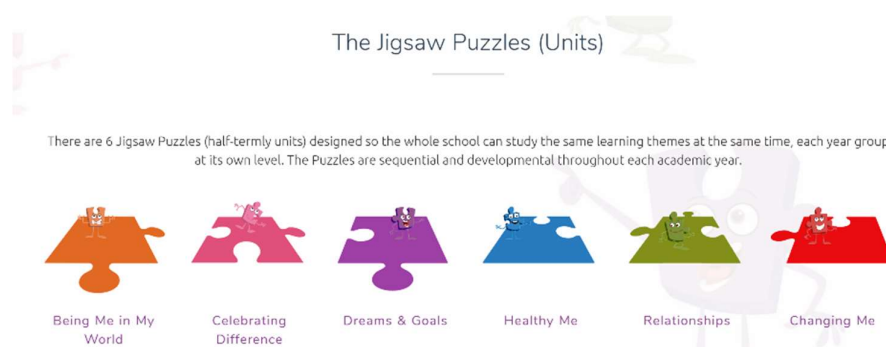 The Jigsaw Puzzles (Units)
There are 6 Jigsaw Puzzles (half-termly units) designed so the whole school can study the same learning themes at the same time, each year group
at its own level. The Puzzles are sequential and developmental throughout each academic year.
Being Me in My
World
Celebrating
Difference
Dreams & Goals
Healthy Me
Relationships
Changing Me